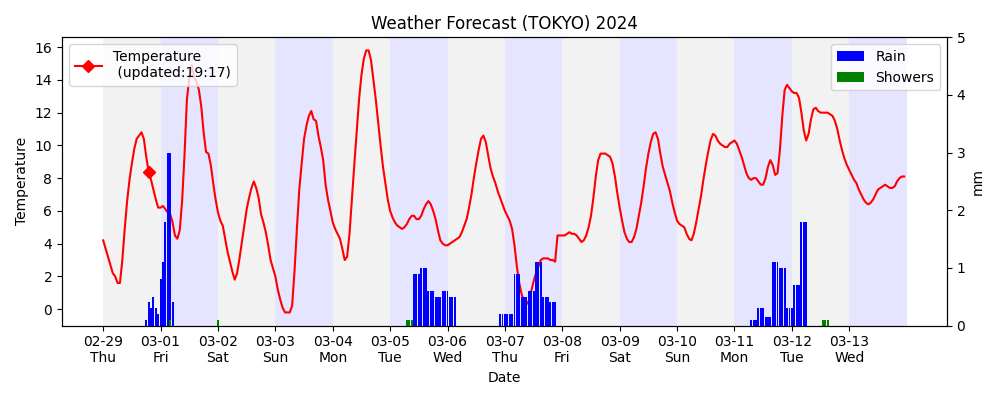 Weather Forecast (TOKYO) 2024
Temperature
(updated:19:17)
Rain
Showers
Temperature
16
14
12
10
8
6
4
2
0
5
4
3
2
1
0
mm
02-29 03-01 03-02 03-03 03-04 03-05 03-06 03-07 03-08 03-09 03-10 03-11 03-12 03-13
Thu Fri Sat Sun Mon Tue Wed Thu Fri Sat Sun Mon Tue Wed
Date